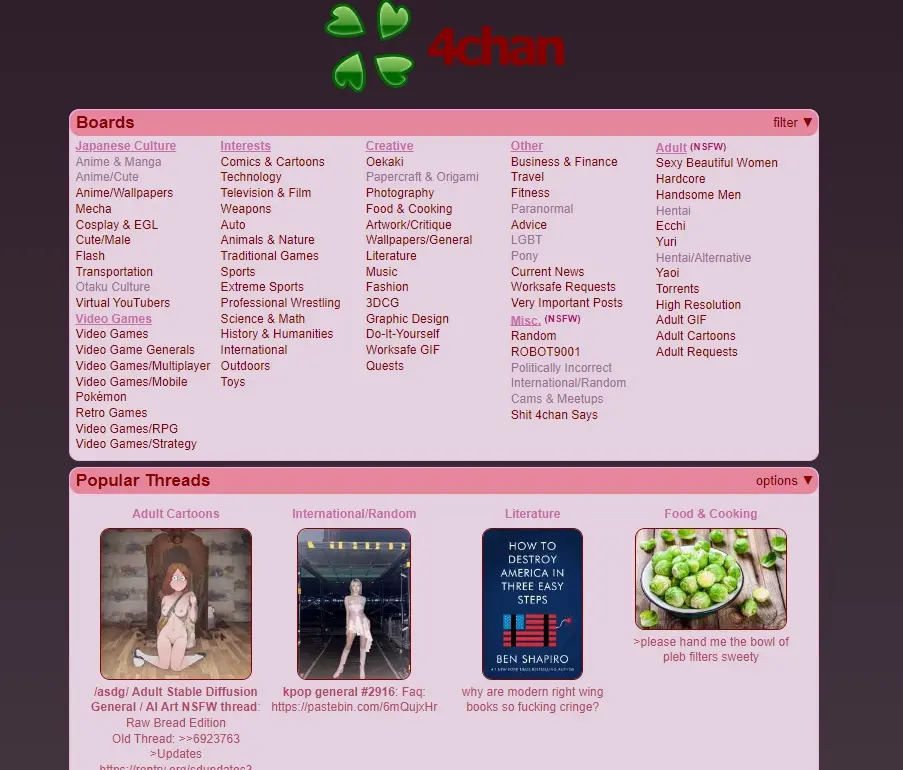 4chan
Boards
filter ▼
Japanese Culture
Anime & Manga
Anime/Cute
Anime/Wallpapers
Mecha
Cosplay & EGL
Cute/Male
Flash
Transportation
Otaku Culture
Virtual YouTubers
Video Games
Video Games
Video Game Generals
Video Games/Multiplayer
Video Games/Mobile
Pokémon
Retro Games
Video Games/RPG
Video Games/Strategy
Interests
Comics & Cartoons
Technology
Television & Film
Weapons
Auto
Animals & Nature
Traditional Games
Sports
Extreme Sports
Professional Wrestling
Science & Math
History & Humanities
International
Outdoors
Toys
Creative
Oekaki
Papercraft & Origami
Photography
Food & Cooking
Artwork/Critique
Wallpapers/General
Literature
Music
Fashion
3DCG
Graphic Design
Do-It-Yourself
Worksafe GIF
Quests
Other
Business & Finance
Travel
Fitness
Paranormal
Advice
LGBT
Pony
Current News
Worksafe Requests
Very Important Posts
Misc. (NSFW)
Random
ROBOT9001
Politically Incorrect
International/Random
Cams & Meetups
Shit 4chan Says
Adult (NSFW)
Sexy Beautiful Women
Hardcore
Handsome Men
Hentai
Ecchi
Yuri
Hentai/Alternative
Yaoi
Torrents
High Resolution
Adult GIF
Adult Cartoons
Adult Requests
Popular Threads
options ▼
Adult Cartoons
/asdg/ Adult Stable Diffusion
General / AI Art NSFW thread:
Raw Bread Edition
Old Thread: >>6923763
>Updates
https://rentry.org/sdupdates3
International/Random
kpop general #2916: Faq:
https://pastebin.com/6mQujxHr
Literature
HOW TO
DESTROY
AMERICA IN
THREE EASY
STEPS
BEN SHAPIRO
#1 NEW YORK TIMES BESTSELLING AUTHOR
why are modern right wing
books so fucking cringe?
Food & Cooking
>please hand me the bowl of
pleb filters sweety